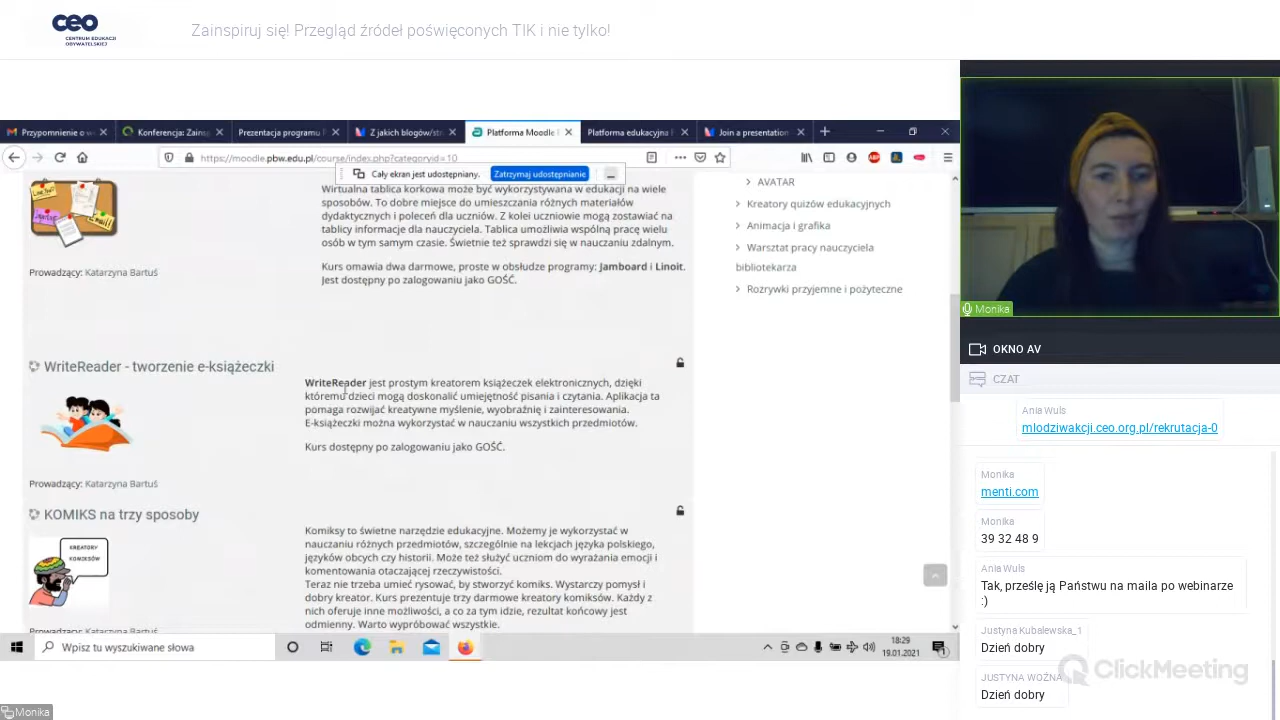 ceo
CENTRUM EDUKACJI
OBYWATELSKIEJ
Zainspiruj się! Przegląd źródeł poświęconych TIK i nie tylko!
Przypomnienie o w
Konferencja: Zains
Prezentacja programu
Z jakich blogów/str
Platforma Moodle
Platforma edukacyjna
Join a presentation
https://moodle.pbw.edu.pl/course/index.php?categoryid=10
Cały ekran jest udostępniany.
Zatrzymaj udostępnianie
Wirtualna tablica korkowa może być wykorzystywana w edukacji na wiele
sposobów. To dobre miejsce do umieszczania różnych materiałów
dydaktycznych i poleceń dla uczniów. Z kolei uczniowie mogą zostawiać na
tablicy informacje dla nauczyciela. Tablica umożliwia wspólną pracę wielu
osób w tym samym czasie. Świetnie też sprawdzi się w nauczaniu zdalnym.
Kurs omawia dwa darmowe, proste w obsłudze programy: Jamboard i Linoit.
Jest dostępny po zalogowaniu jako GOŚĆ.
Prowadzący: Katarzyna Bartuś
AVATAR
Kreatory quizów edukacyjnych
Animacja i grafika
Warsztat pracy nauczyciela
bibliotekarza
Rozrywki przyjemne i pożyteczne
WriteReader - tworzenie e-książeczki
WriteReader jest prostym kreatorem książeczek elektronicznych, dzięki
któremu dzieci mogą doskonalić umiejętność pisania i czytania. Aplikacja ta
pomaga rozwijać kreatywne myślenie, wyobraźnię i zainteresowania.
E-książeczki można wykorzystać w nauczaniu wszystkich przedmiotów.
Kurs dostępny po zalogowaniu jako GOŚĆ.
Prowadzący: Katarzyna Bartuś
KOMIKS na trzy sposoby
KREATORY
KOMIKSÓW
Komiksy to świetne narzędzie edukacyjne. Możemy je wykorzystać w
nauczaniu różnych przedmiotów, szczególnie na lekcjach języka polskiego,
języków obcych czy historii. Może też służyć uczniom do wyrażania emocji i
komentowania otaczającej rzeczywistości.
Teraz nie trzeba umieć rysować, by stworzyć komiks. Wystarczy pomysł i
dobry kreator. Kurs prezentuje trzy darmowe kreatory komiksów. Każdy z
nich oferuje inne możliwości, a co za tym idzie, rezultat końcowy jest
odmienny. Warto wypróbować wszystkie.
Prowadzący: Katarzyna Bartuś
Wpisz tu wyszukiwane słowa
18:29
19.01.2021
Monika
Monika
OKNO AV
CZAT
Ania Wuls
mlodziwakcji.ceo.org.pl/rekrutacja-0
Monika
menti.com
Monika
39 32 48 9
Ania Wuls
Tak, prześlę ją Państwu na maila po webinarze
:)
Justyna Kubalewska_1
Dzień dobry
JUSTYNA WOŹNA
Dzień dobry
ClickMeeting